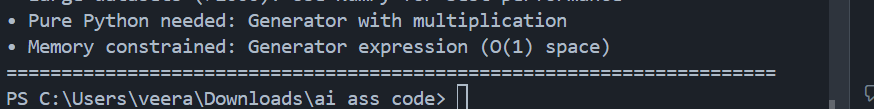 • Pure Python needed: Generator with multiplication
• Memory constrained: Generator expression (O(1) space)
======================================================================
PS C:\Users\veera\Downloads\ai ass code>